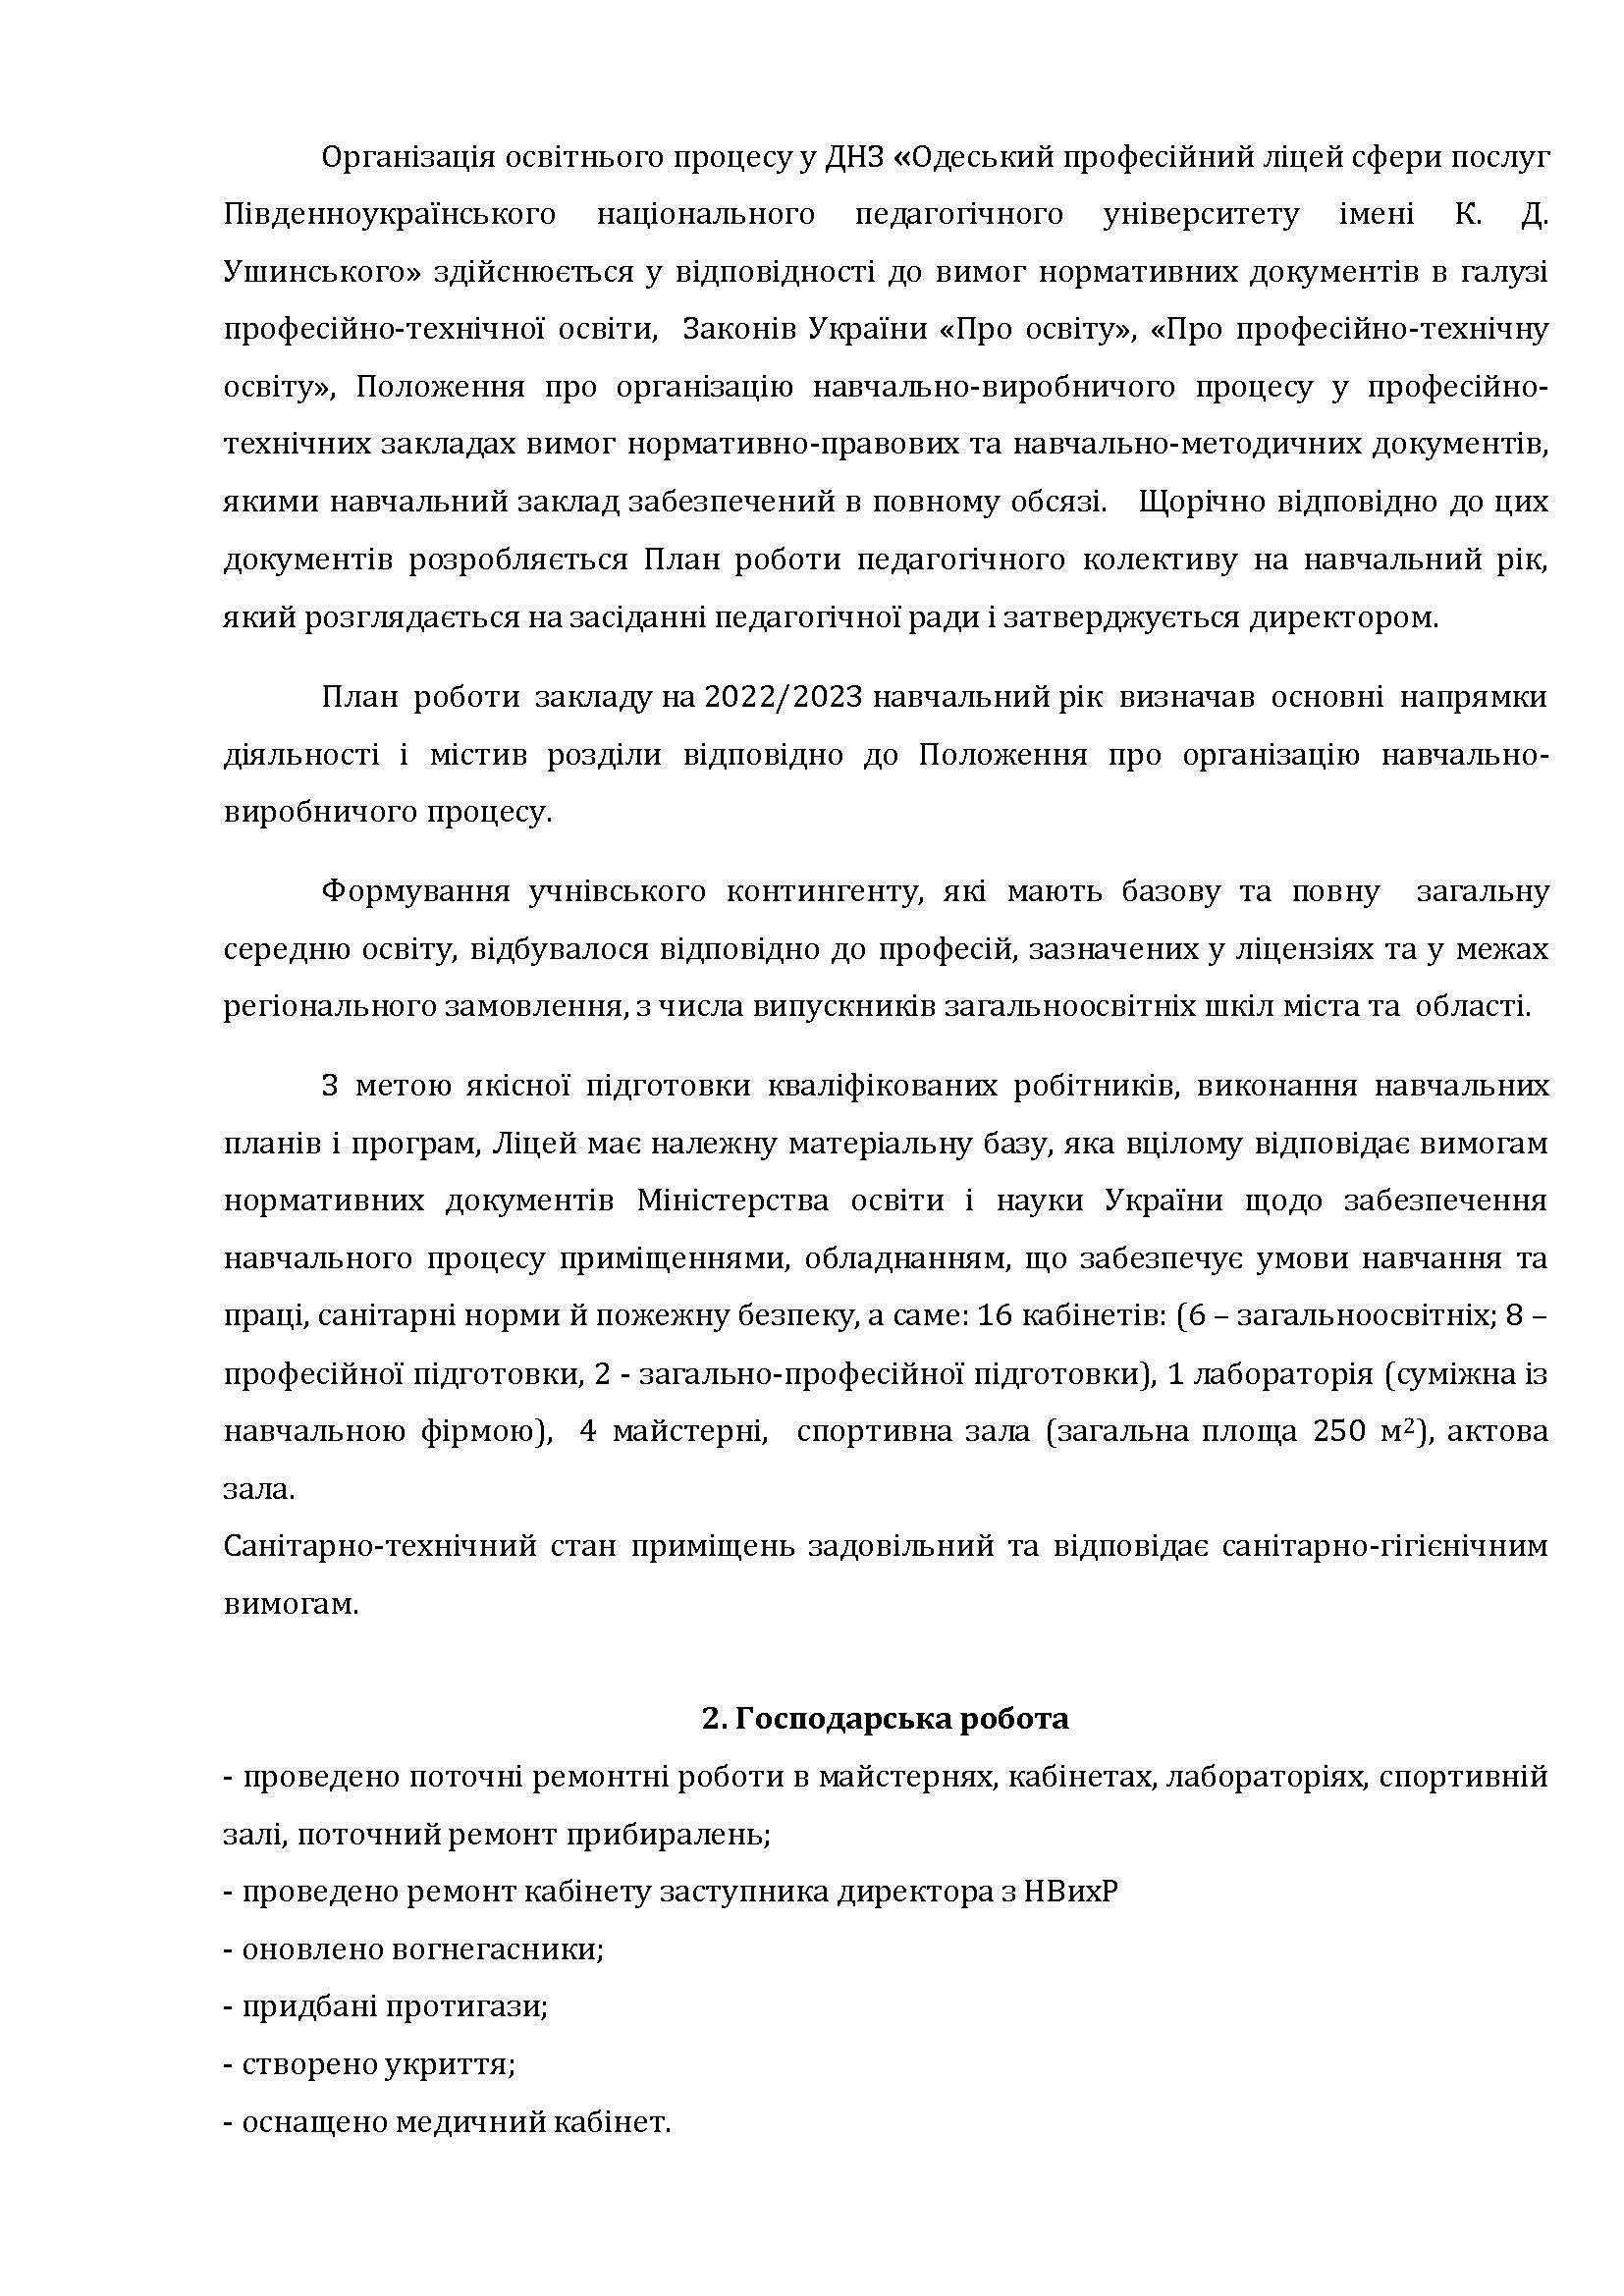 Організація освітнього процесу у ДНЗ «Одеський професійний ліцей сфери послуг
Південноукраїнського національного педагогічного університету імені К. Д.
Ушинського» здійснюється у відповідності до вимог нормативних документів в галузі
професійно-технічної освіти, Законів України «Про освіту», «Про професійно-технічну
освіту», Положення про організацію навчально-виробничого процесу у професійно-
технічних закладах вимог нормативно-правових та навчально-методичних документів,
якими навчальний заклад забезпечений в повному обсязі. Щорічно відповідно до цих
документів розробляється План роботи педагогічного колективу на навчальний рік,
який розглядається на засіданні педагогічної ради і затверджується директором.
План роботи закладу на 2022/2023 навчальний рік визначав основні напрямки
діяльності і містив розділи відповідно до Положення про організацію навчально-
виробничого процесу.
Формування учнівського контингенту, які мають базову та повну загальну
середню освіту, відбувалося відповідно до професій, зазначених у ліцензіях та у межах
регіонального замовлення, з числа випускників загальноосвітніх шкіл міста та області.
З метою якісної підготовки кваліфікованих робітників, виконання навчальних
планів і програм, Ліцей має належну матеріальну базу, яка вцілому відповідає вимогам
нормативних документів Міністерства освіти і науки України щодо забезпечення
навчального процесу приміщеннями, обладнанням, що забезпечує умови навчання та
праці, санітарні норми й пожежну безпеку, а саме: 16 кабінетів: (6 – загальноосвітніх; 8 –
професійної підготовки, 2 - загально-професійної підготовки), 1 лабораторія (суміжна із
навчальною фірмою), 4 майстерні, спортивна зала (загальна площа 250 м²), актова
зала.
Санітарно-технічний стан приміщень задовільний та відповідає санітарно-гігієнічним
вимогам.
2. Господарська робота
- проведено поточні ремонтні роботи в майстернях, кабінетах, лабораторіях, спортивній
залі, поточний ремонт прибиралень;
- проведено ремонт кабінету заступника директора з НВихР
- оновлено вогнегасники;
- придбані протигази;
- створено укриття;
- оснащено медичний кабінет.